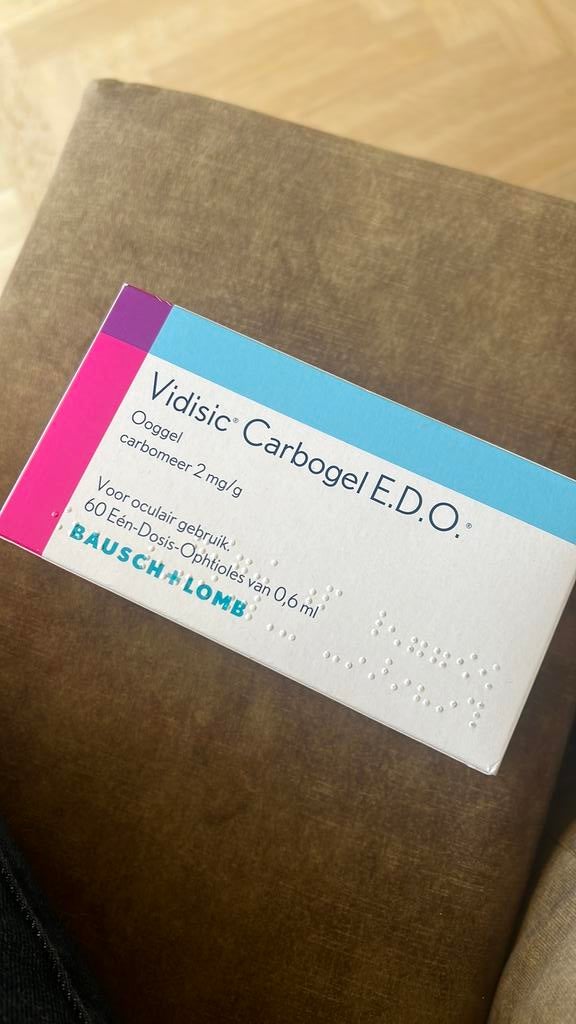 Vidisic® Carbogel E.D.O.®
Ooggel
carbomeer 2 mg/g
Voor oculair gebruik.
60 Eén-Dosis-Ophtioles van 0,6 ml
BAUSCH + LOMB